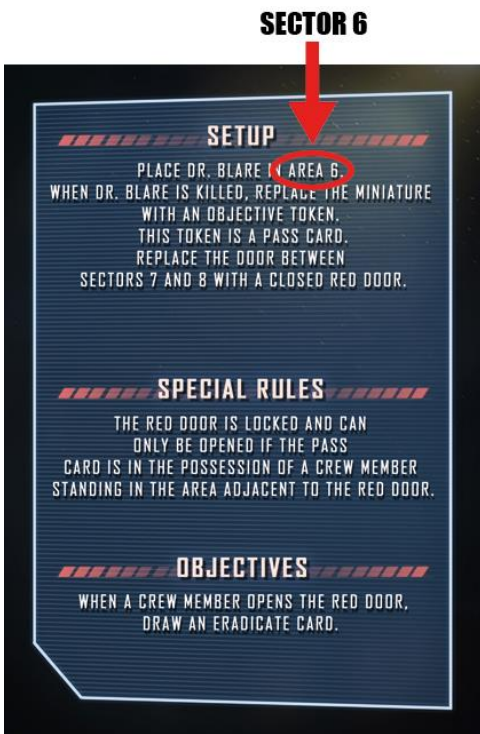 SECTOR 6
SETUP
PLACE DR. BLARE IN AREA 6.
WHEN DR. BLARE IS KILLED, REPLACE THE MINIATURE
WITH AN OBJECTIVE TOKEN.
THIS TOKEN IS A PASS CARD.
REPLACE THE DOOR BETWEEN
SECTORS 7 AND 8 WITH A CLOSED RED DOOR.
SPECIAL RULES
THE RED DOOR IS LOCKED AND CAN
ONLY BE OPENED IF THE PASS
CARD IS IN THE POSSESSION OF A CREW MEMBER
STANDING IN THE AREA ADJACENT TO THE RED DOOR.
OBJECTIVES
WHEN A CREW MEMBER OPENS THE RED DOOR,
DRAW AN ERADICATE CARD.